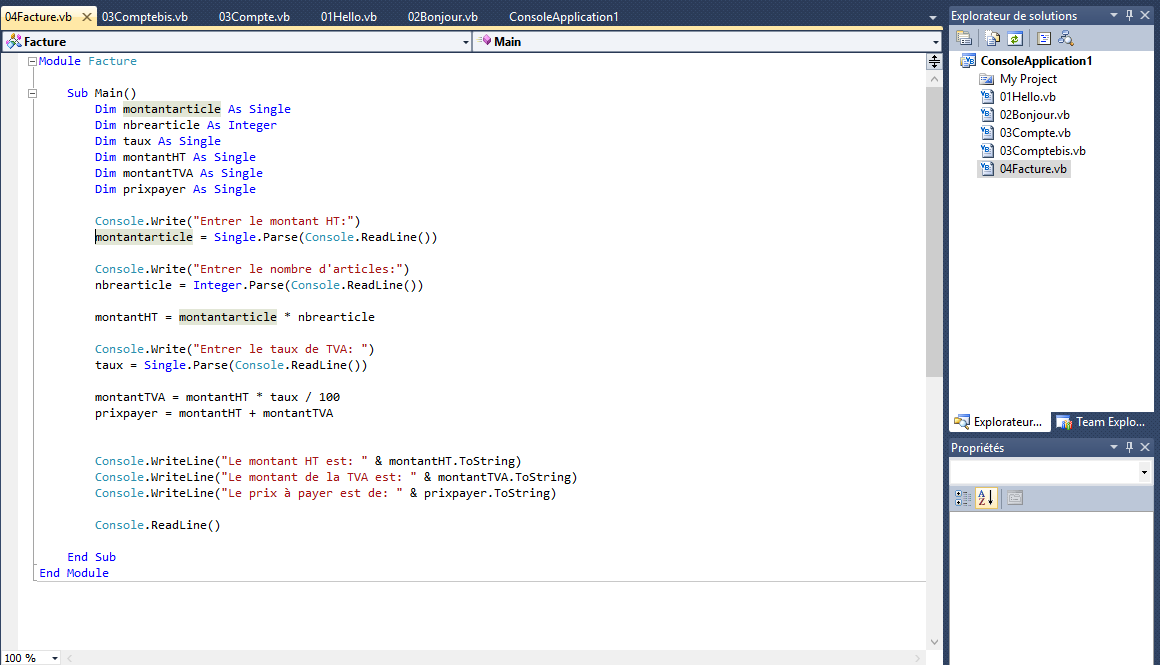 04Facture.vb 03Comptebis.vb 03Compte.vb 01Hello.vb 02Bonjour.vb ConsoleApplication1
Facture Main
Module Facture
Sub Main()
Dim montantarticle As Single
Dim nbrearticle As Integer
Dim taux As Single
Dim montantHT As Single
Dim montantTVA As Single
Dim prixpayer As Single
Console.Write("Entrer le montant HT:")
montantarticle = Single.Parse(Console.ReadLine())
Console.Write("Entrer le nombre d'articles:")
nbrearticle = Integer.Parse(Console.ReadLine())
montantHT = montantarticle * nbrearticle
Console.Write("Entrer le taux de TVA: ")
taux = Single.Parse(Console.ReadLine())
montantTVA = montantHT * taux / 100
prixpayer = montantHT + montantTVA
Console.WriteLine("Le montant HT est: " & montantHT.ToString)
Console.WriteLine("Le montant de la TVA est: " & montantTVA.ToString)
Console.WriteLine("Le prix à payer est de: " & prixpayer.ToString)
Console.ReadLine()
End Sub
End Module
100 %
Explorateur de solutions
ConsoleApplication1
My Project
01Hello.vb
02Bonjour.vb
03Compte.vb
03Comptebis.vb
04Facture.vb
Explorateur... Team Explo...
Propriétés